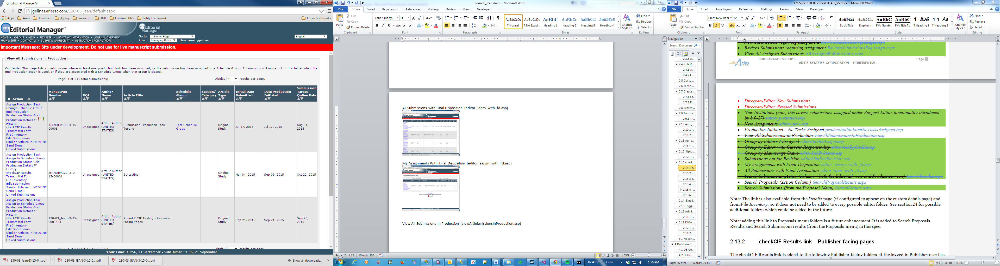 Editorial Manager®
jgelinas.ariessc.com/130-03_jean/default.aspx
Apps Aries Knockout jQuery Javascript XML Dynamic DNS Entity Framework Other bookmarks
em Editorial Manager™
HOME • LOG OUT • HELP • REGISTER • UPDATE MY INFORMATION • JOURNAL OVERVIEW
MAIN MENU • CONTACT US • SUBMIT A MANUSCRIPT • INSTRUCTIONS FOR AUTHORS
Go to: -- Search Page --
Role: Managing Editor Username: jgelinas
English
Important Message: Site under development. Do not use for live manuscript submission.
View All Submissions in Production
Contents: This page lists all submissions where at least one production task has been assigned, or the submission has been assigned to a Schedule Group. Submissions will move out of this folder when the
End Production action is used, or if they are associated with a Schedule Group when that group is closed.
Page: 1 of 1 (3 total submissions) Display 10 results per page.
Action
Manuscript Number
DOI
Author Name
Article Title
Schedule Group
Section/ Category
Article Type
Initial Date Submitted
Date Production Initiated
Submission Target Online Date
Assign Production Task
Change Schedule Group
End Production
Production Status Grid
Production Details !!!
History
checkCIF Results
Transmittal Form
File Inventory
Edit Submission
Similar Articles in MEDLINE
Send E-mail
Linked Submissions
JEANDEV130-D-15-00008
Unassigned
Arthur Author (UNITED STATES)
Submission Production Task Testing
Test Schedule Group
Original Study
Jul 17, 2015
Jul 17, 2015
Aug 31, 2015
Assign Production Task
Assign to Schedule Group
Production Status Grid
Production Details
History
checkCIF Results
Transmittal Form
File Inventory
Edit Submission
Similar Articles in MEDLINE
Send E-mail
Linked Submissions
JEANDEV120_3-D-15-00001
Unassigned
Arthur Author (UNITED STATES)
SU testing
Original Study
Mar 04, 2015
Sep 09, 2015
Oct 22, 2015
Assign Production Task
Assign to Schedule Group
Production Status Grid
Production Details
History
checkCIF Results
Transmittal Form
File Inventory
Edit Submission
Similar Articles in MEDLINE
Send E-mail
Linked Submissions
130-03_Jean-D-15-00014R1
Unassigned
Arthur Author (UNITED STATES)
Round 2 CIF Testing - Reviewer Facing Pages
Original Study
Sep 21, 2015
Sep 21, 2015
Sep 26, 2015
Page: 1 of 1 (3 total submissions) Display 10 results per page
Your Time: 13:56, 21 September • Site Time: 13:56, 21 September
130-03_Jean-D-15-0....pdf 130-03_JEAN-S-15-0....pdf 130-03_JEAN-S-15-0....pdf Show all downloads...
Round2_Jean.docx - Microsoft Word
File Home Insert Page Layout References Mailings Review View Developer
Paste Cut Copy Format Painter
Calibri (Body) 11
AaBbCcDc ¶ Normal
AaBbCcDc ¶ No Spaci...
Heading 1 Heading 2 Heading 3 Heading 4
Change Styles
Find Replace Select
Clipboard Font Paragraph Styles Editing
All Submissions with Final Disposition (editor _docs_with_fd.asp)
My Assignments With Final Disposition (editor_assign_with_fd.asp)
View All Submissions In Production (viewAllSubmissionsInProduction.asp)
Page: 13 of 13 Words: 203 105%
Desktop Links 1:56 PM
EM Spec 13.0-03 checkCIF API_V5.docx - Microsoft Word
File Home Insert Page Layout References Mailings Review View Developer
Paste Cut Copy Format Painter
Times New Rom 12
Book Title Emphasis FM: Numb... FM: Title T... ¶ Heading 1 ¶ Heading 2
Change Styles
Find Replace Select
Clipboard Font Paragraph Styles Editing
Navigation
Search Documen
2.3.6 A...
2.4 RoleM...
2.4.1 A...
2.4.2 E...
2.5 Custo...
2.6 Techni...
2.7 Create ...
2.7.1 Cr...
2.7.2 Fi...
2.8 Search...
2.9 Transm...
2.9.1 Tr...
2.10 Assig...
2.10.1 ...
2.10.2 ...
2.11 Assig...
2.11.1 ...
2.12 Uplo...
2.12.1 ...
2.13 check...
2.13.1 c...
2.13.2 c...
2.13.3 c...
2.13.4 c...
2.13.5 ...
2.13.6 ...
2.14 Email...
2.15 Trigg...
2.16 Admi...
2.16.1 ...
2.17 EMIA ...
2.17.1 ...
2.17.2 ...
3.1 Hostin...
4 Database I...
4.1 DB Co...
4.2 UDB I...
New Submissions requiring assignment NewSubmissionsReqAssign.aspx
Revised Submissions requiring assignment RevisedSubmissionsReqAssign.aspx
View All Assigned Submissions AllAssignedSubmissions.aspx
Date Revised: 07/06/2015 Page 55
Aries ARIES SYSTEMS CORPORATION – CONFIDENTIAL
• Direct-to-Editor New Submissions
• Direct-to-Editor Revised Submissions
• New Invitations (note, this covers submissions assigned under Suggest Editor functionality introduced
by 8.0-27) editor_invitation.asp
• New Assignments editor_new.asp
• Production Initiated – No Tasks Assigned productionInitiatedNoTasksAssigned.asp
• View All Submissions in Production viewAllSubmissionsInProduction.asp
• Group by Editors I Assigned editorSubByAssign.asp
• Group by Editor with Current Responsibility editorSubByCurEd.asp
• Group by Manuscript Status editorSubByStatus.asp
• Submissions out for Revision editorOutForRevision.asp
• My Assignments with Final Disposition editor_assign_with_fd.asp
• All Submissions with Final Disposition editor_docs_with_fd.asp
• Search Submissions (Action Column – both the Editorial view and Production view) SearchResults.aspx
• Search Proposals (Action Column) SearchProposalResults.aspx
• Search Submissions (from the Proposal Menu) SearchResults.aspx
Note: The link is also available from the Details page (if configured to appear on the custom details page) and
from File Inventory, so it does not need to be added to every possible editor folder. See section 24 for possible
additional folders which could be added in the future.
Note: adding this link to Proposals menu folders is a future enhancement. It is added to Search Proposals
Results and Search Submissions results (from the Proposals menu) in this spec.
2.13.2 checkCIF Results link – Publisher facing pages
The checkCIF Results link is added to the following Publisher-facing folders, if the logged in Publisher user has
Page: 56 of 93 Words: 24,143 115%